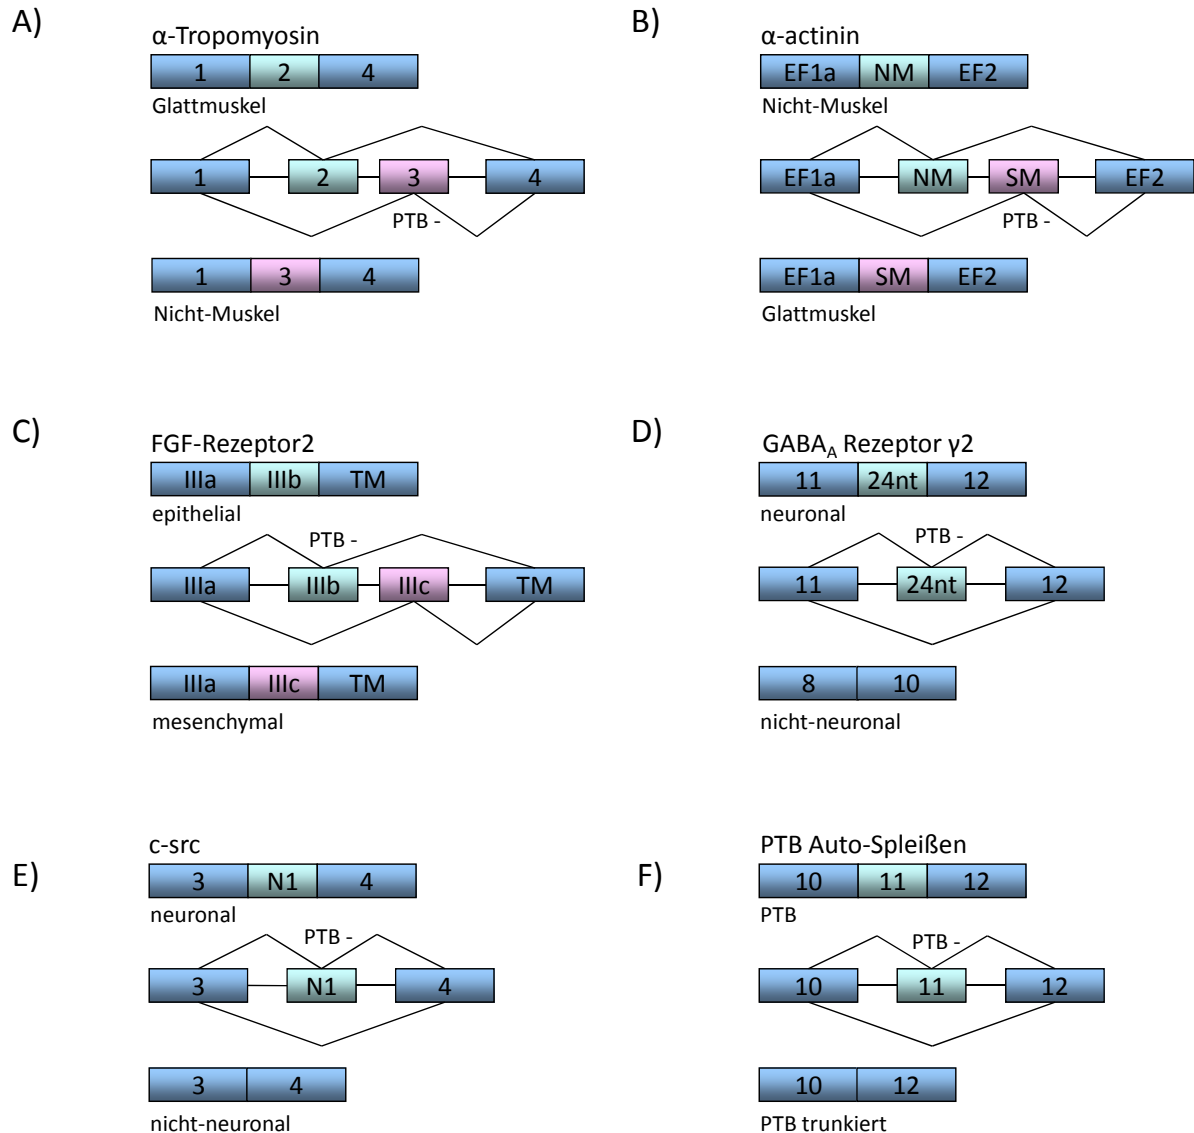 A)
α-Tropomyosin
1 2 4
Glattmuskel
1 2 3 4
PTB -
1 3 4
Nicht-Muskel
B)
α-actinin
EF1a NM EF2
Nicht-Muskel
EF1a NM SM EF2
PTB -
EF1a SM EF2
Glattmuskel
C)
FGF-Rezeptor2
IIIa IIIb TM
epithelial
PTB -
IIIa IIIb IIIc TM
IIIa IIIc TM
mesenchymal
D)
GABA_A Rezeptor γ2
11 24nt 12
neuronal
PTB -
11 24nt 12
8 10
nicht-neuronal
E)
c-src
3 N1 4
neuronal
PTB -
3 N1 4
3 4
nicht-neuronal
F)
PTB Auto-Spleißen
10 11 12
PTB
PTB -
10 11 12
10 12
PTB trunkiert